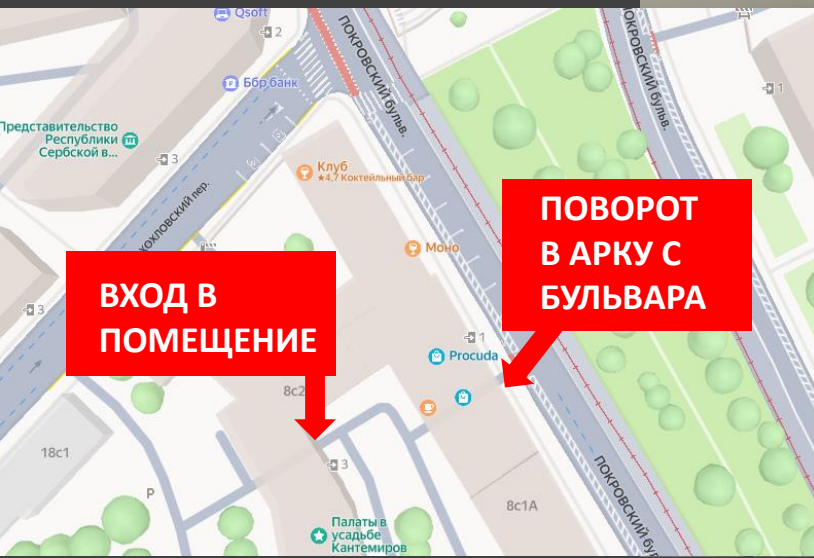 Qsoft
2
ПОКРОВСКИЙ бульв.
ПОКРОВСКИЙ бульв.
1
Ббр банк
Представительство
Республики
Сербской в...
3
Клуб
★4,7 Коктейльный бар
ХОХЛОВСКИЙ пер.
Моно
ПОВОРОТ
В АРКУ С
БУЛЬВАРА
ВХОД В
ПОМЕЩЕНИЕ
3
1
Procuda
8с2
18с1
3
P
8с1А
ПОКРОВСКИЙ бул
Палаты в
усадьбе
Кантемиров